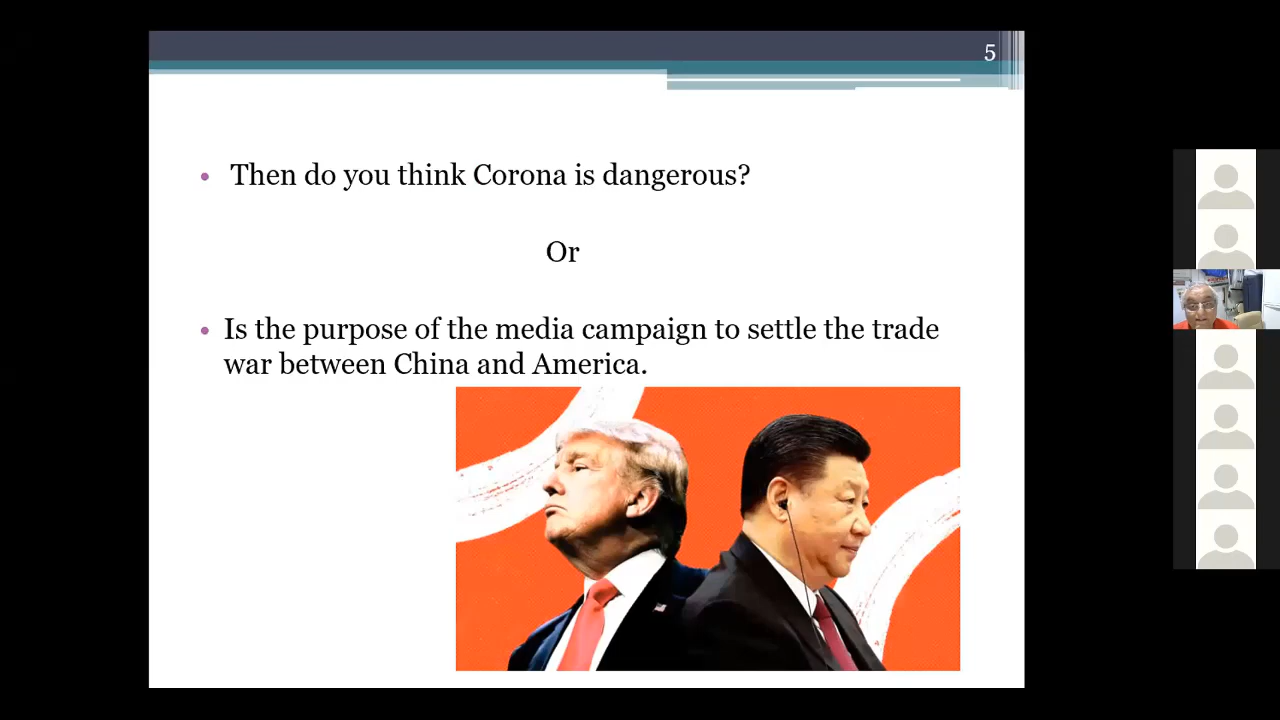 5
Then do you think Corona is dangerous?
Or
Is the purpose of the media campaign to settle the trade
war between China and America.